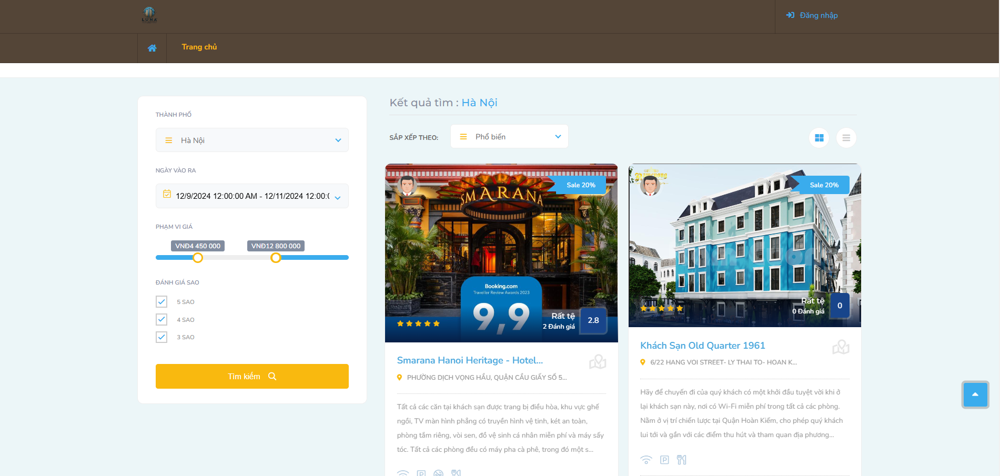 LUNA
Đăng nhập
Trang chủ
THÀNH PHỐ
Hà Nội
NGÀY VÀO RA
12/9/2024 12:00:00 AM - 12/11/2024 12:00:0
PHẠM VI GIÁ
VNĐ4 450 000
VNĐ12 800 000
ĐÁNH GIÁ SAO
5 SAO
4 SAO
3 SAO
Tìm kiếm
Kết quả tìm : Hà Nội
SẮP XẾP THEO:
Phổ biến
Sale 20%
SMARANA
Booking.com
Traveller Review Awards 2023
9,9
Rất tệ
2 Đánh giá
2.8
Smarana Hanoi Heritage - Hotel...
PHƯỜNG DỊCH VỌNG HẦU, QUẬN CẦU GIẤY SỐ 5...
Tất cả các căn tại khách sạn được trang bị điều hòa, khu vực ghế
ngồi, TV màn hình phẳng có truyền hình vệ tinh, két an toàn,
phòng tắm riêng, vòi sen, đồ vệ sinh cá nhân miễn phí và máy sấy
tóc. Tất cả các phòng đều có máy pha cà phê, trong đó một s...
Sale 20%
Rất tệ
0 Đánh giá
0
Khách Sạn Old Quarter 1961
6/22 HANG VOI STREET- LY THAI TO- HOAN K...
Hãy để chuyến đi của quý khách có một khởi đầu tuyệt vời khi ở
lại khách sạn này, nơi có Wi-Fi miễn phí trong tất cả các phòng.
Nằm ở vị trí chiến lược tại Quận Hoàn Kiếm, cho phép quý khách
lui tới và gần với các điểm thu hút và tham quan địa phương...